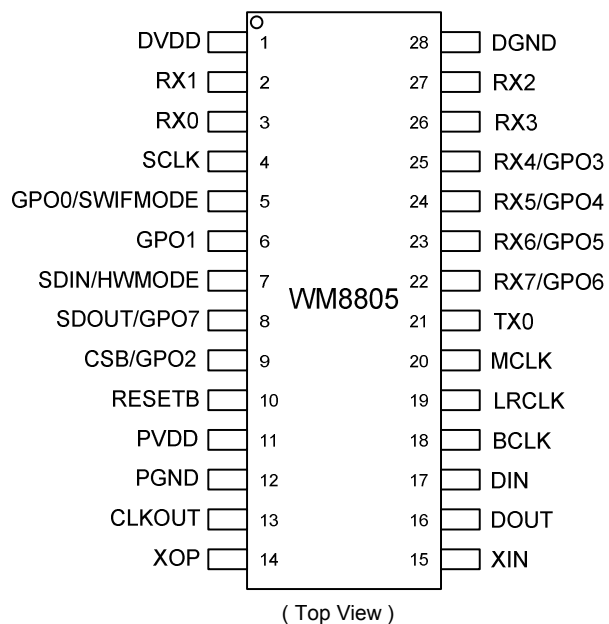 DVDD 1 28 DGND
RX1 2 27 RX2
RX0 3 26 RX3
SCLK 4 25 RX4/GPO3
GPO0/SWIFMODE 5 24 RX5/GPO4
GPO1 6 23 RX6/GPO5
SDIN/HWMODE 7 22 RX7/GPO6
WM8805
SDOUT/GPO7 8 21 TX0
CSB/GPO2 9 20 MCLK
RESETB 10 19 LRCLK
PVDD 11 18 BCLK
PGND 12 17 DIN
CLKOUT 13 16 DOUT
XOP 14 15 XIN
( Top View )